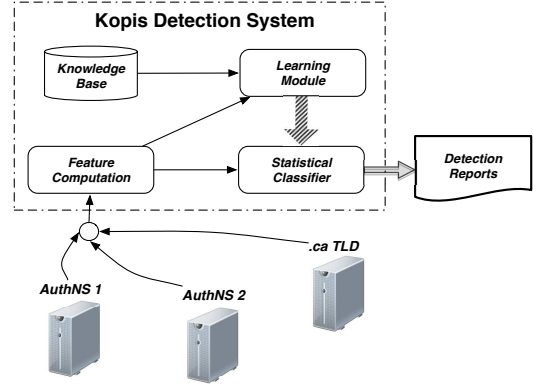 Kopis Detection System
Knowledge
Base
Learning
Module
Feature
Computation
Statistical
Classifier
Detection
Reports
.ca TLD
AuthNS 1
AuthNS 2